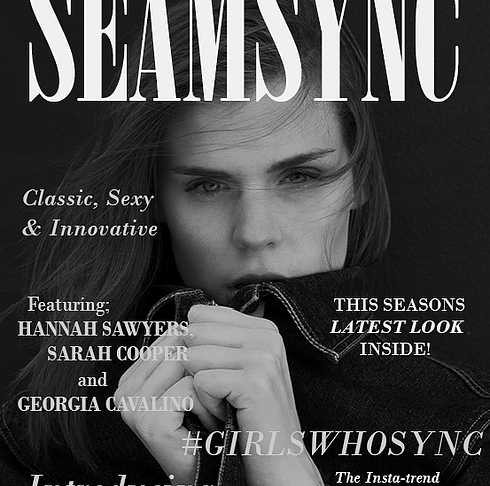 SEAMSYNC
Classic, Sexy
& Innovative
Featuring;
HANNAH SAWYERS,
SARAH COOPER
and
GEORGIA CAVALINO
THIS SEASONS
LATEST LOOK
INSIDE!
#GIRLSWHOSYNC
Introducing
The Insta-trend